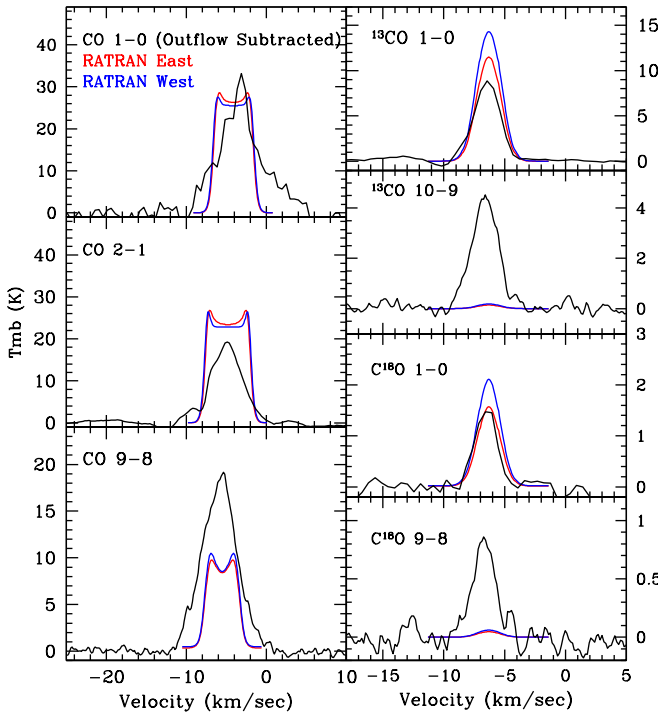 CO 1−0 (Outflow Subtracted)
RATRAN East
RATRAN West
40
30
20
10
0
CO 2−1
40
30
20
10
0
Tmb (K)
CO 9−8
20
15
10
5
0
−20 −10 0
Velocity (km/sec)
¹³CO 1−0
15
10
5
0
¹³CO 10−9
4
2
0
C¹⁸O 1−0
3
2
1
0
C¹⁸O 9−8
1
0.5
0
10 −15 −10 −5 0 5
Velocity (km/sec)